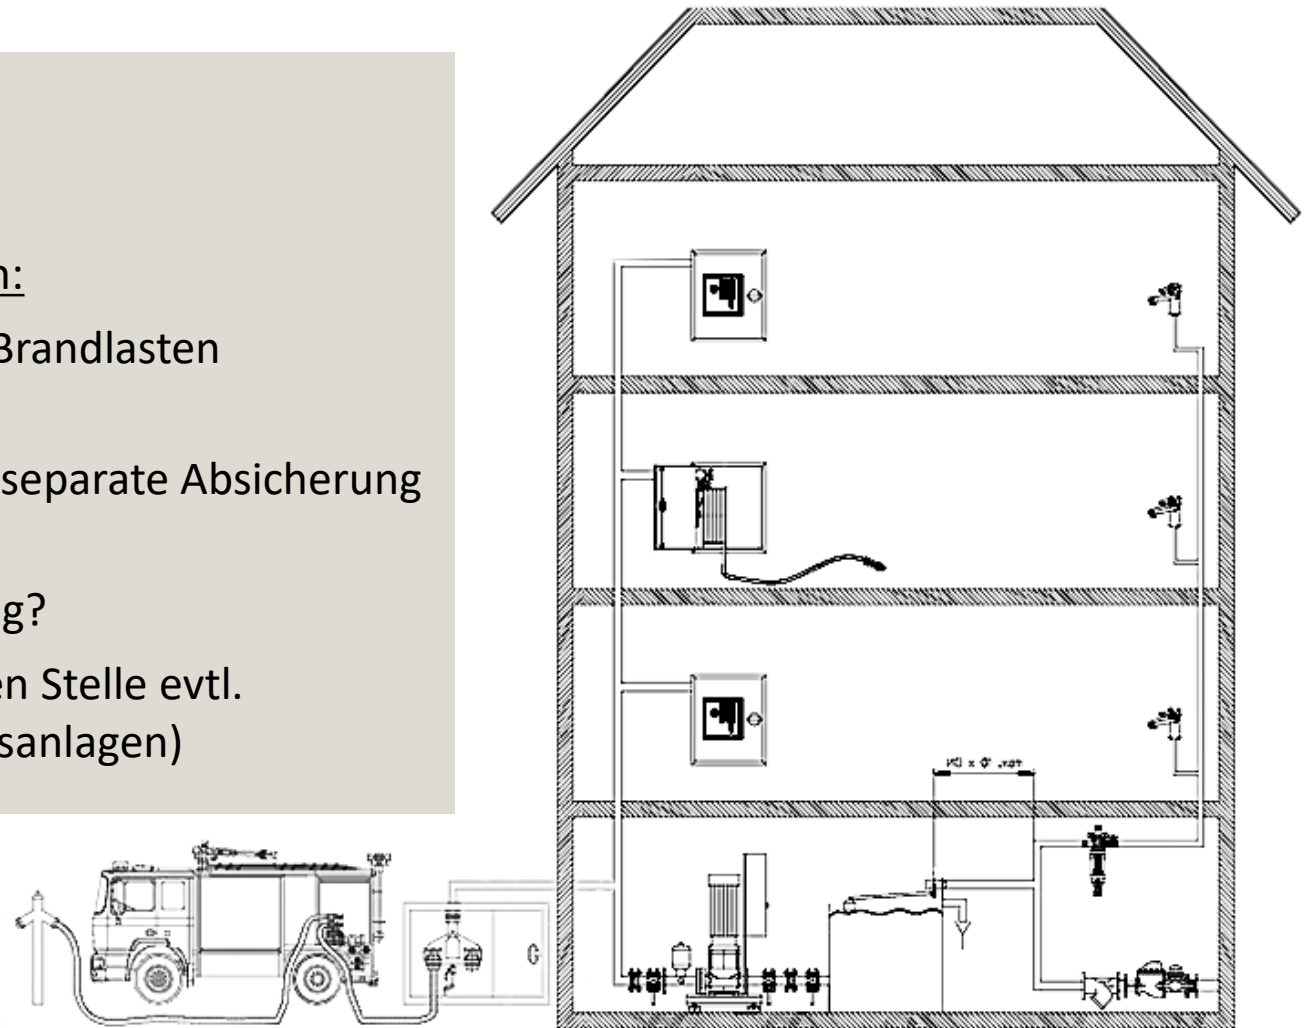 n:
Brandlasten
separate Absicherung
g?
en Stelle evtl.
sanlagen)